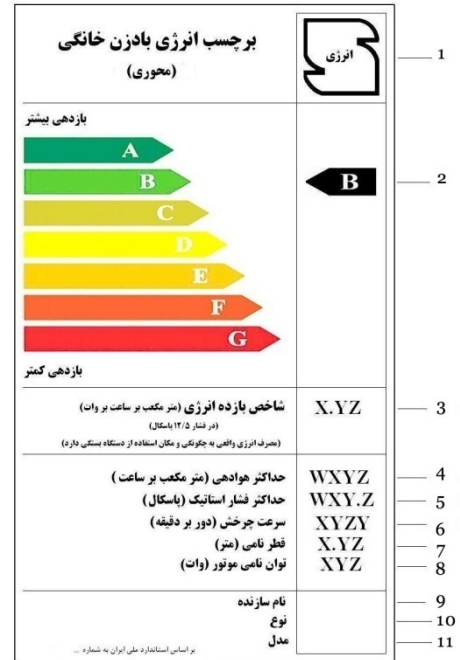 برچسب انرژی بادزن خانگی
(محوری)
انرژی
1
بازدهی بیشتر
A
B
B
2
C
D
E
F
G
بازدهی کمتر
شاخص بازده انرژی (متر مکعب بر ساعت بر وات)
X.YZ
3
(در فشار ۱۲/۵ پاسکال)
(مصرف انرژی واقعی به چگونگی و مکان استفاده از دستگاه بستگی دارد)
حداکثر هوادهی (متر مکعب بر ساعت )
WXYZ
4
حداکثر فشار استاتیک (پاسکال)
WXY.Z
5
سرعت چرخش (دور بر دقیقه)
XYZY
6
قطر نامی (متر)
X.YZ
7
توان نامی موتور (وات)
XYZ
8
نام سازنده
9
نوع
10
مدل
11
بر اساس استاندارد ملی ایران به شماره ...